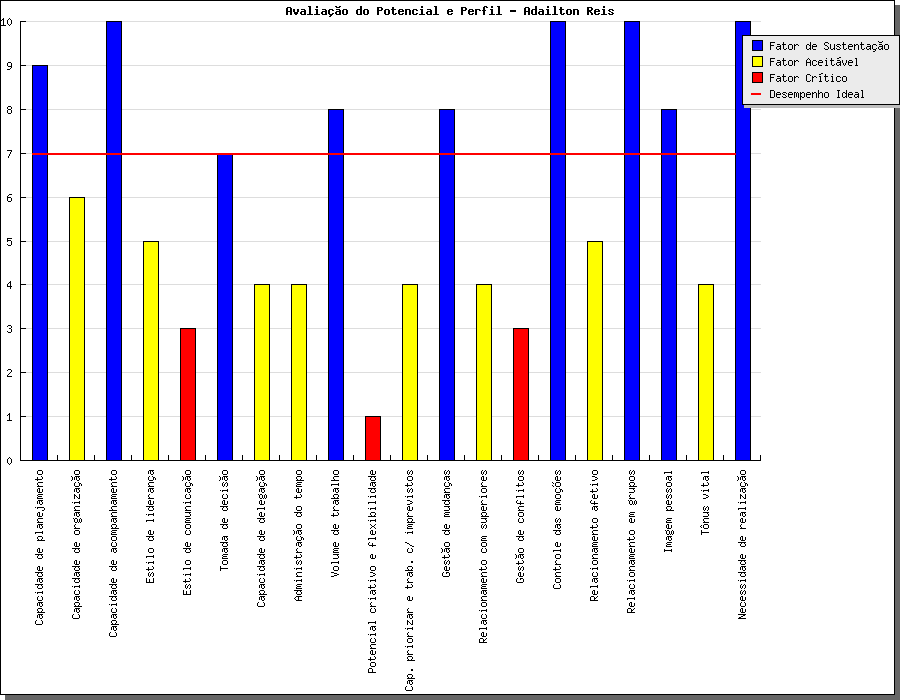 Avaliação do Potencial e Perfil - Adailton Reis
10
9
8
7
6
5
4
3
2
1
0
Fator de Sustentação
Fator Aceitável
Fator Crítico
Desempenho Ideal
Capacidade de planejamento
Capacidade de organização
Capacidade de acompanhamento
Estilo de liderança
Estilo de comunicação
Tomada de decisão
Capacidade de delegação
Administração do tempo
Volume de trabalho
Potencial criativo e flexibilidade
Cap. priorizar e trab. c/ imprevistos
Gestão de mudanças
Relacionamento com superiores
Gestão de conflitos
Controle das emoções
Relacionamento afetivo
Relacionamento em grupos
Imagem pessoal
Tônus vital
Necessidade de realização